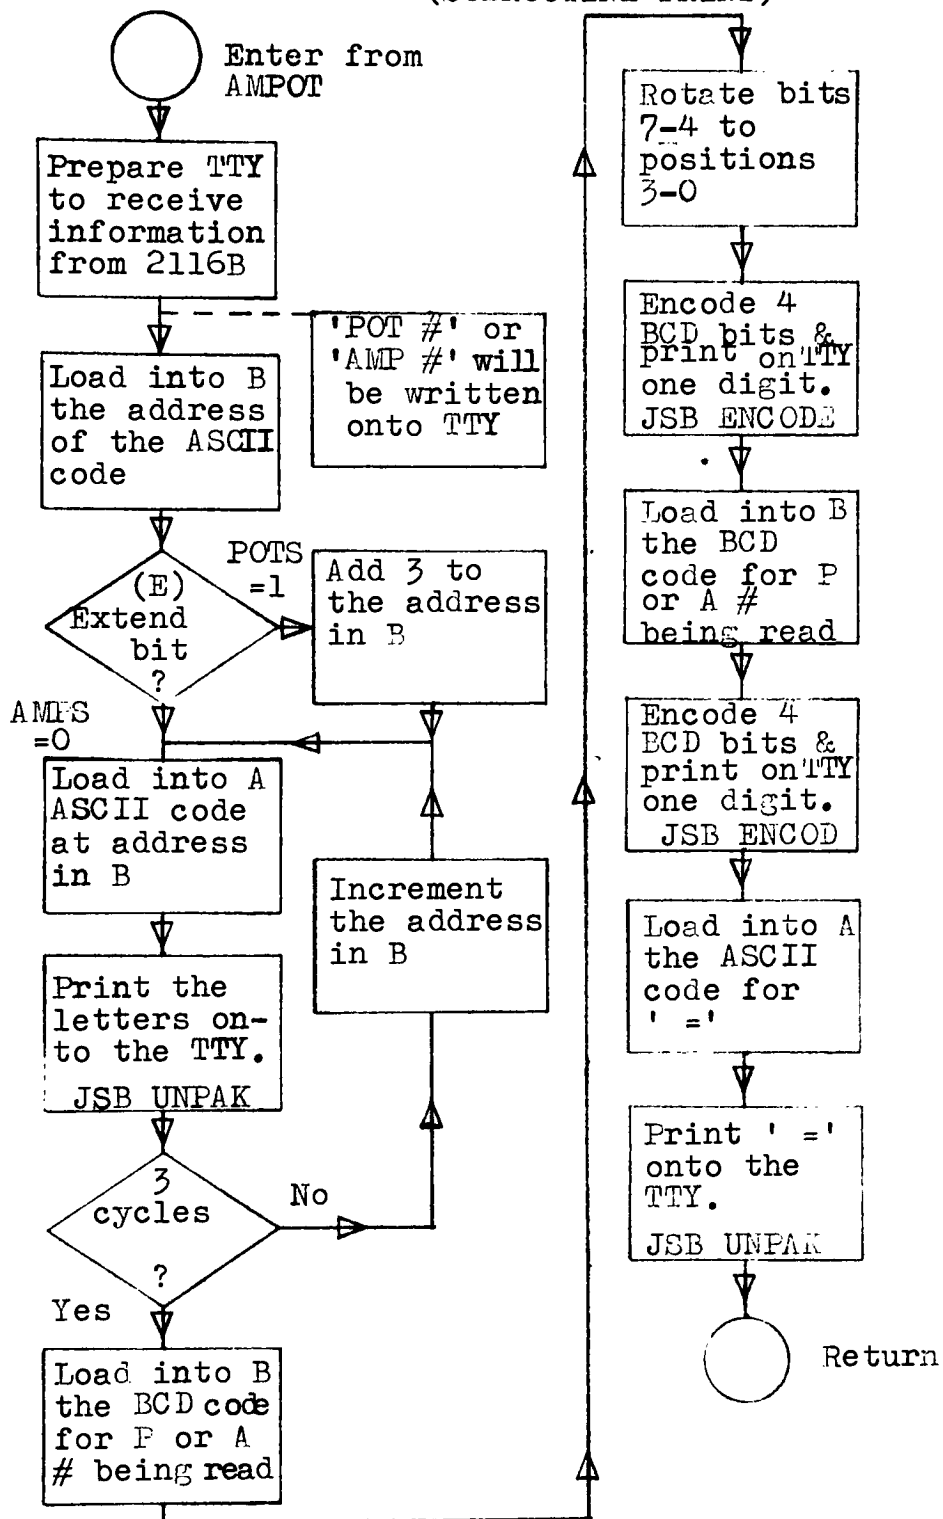 Enter from
AMPOT
Prepare TTY
to receive
information
from 2116B
'POT #' or
'AMP #' will
be written
onto TTY
Load into B
the address
of the ASCII
code
(E)
Extend
bit
?
POTS
=1
Add 3 to
the address
in B
AMPS
=0
Load into A
ASCII code
at address
in B
Increment
the address
in B
Print the
letters on-
to the TTY.
JSB UNPAK
3
cycles
?
No
Yes
Load into B
the BCD code
for P or A
# being read
Rotate bits
7-4 to
positions
3-0
Encode 4
BCD bits &
print on TTY
one digit.
JSB ENCODE
Load into B
the BCD
code for P
or A #
being read
Encode 4
BCD bits &
print on TTY
one digit.
JSB ENCOD
Load into A
the ASCII
code for
' ='
Print ' ='
onto the
TTY.
JSB UNPAK
Return